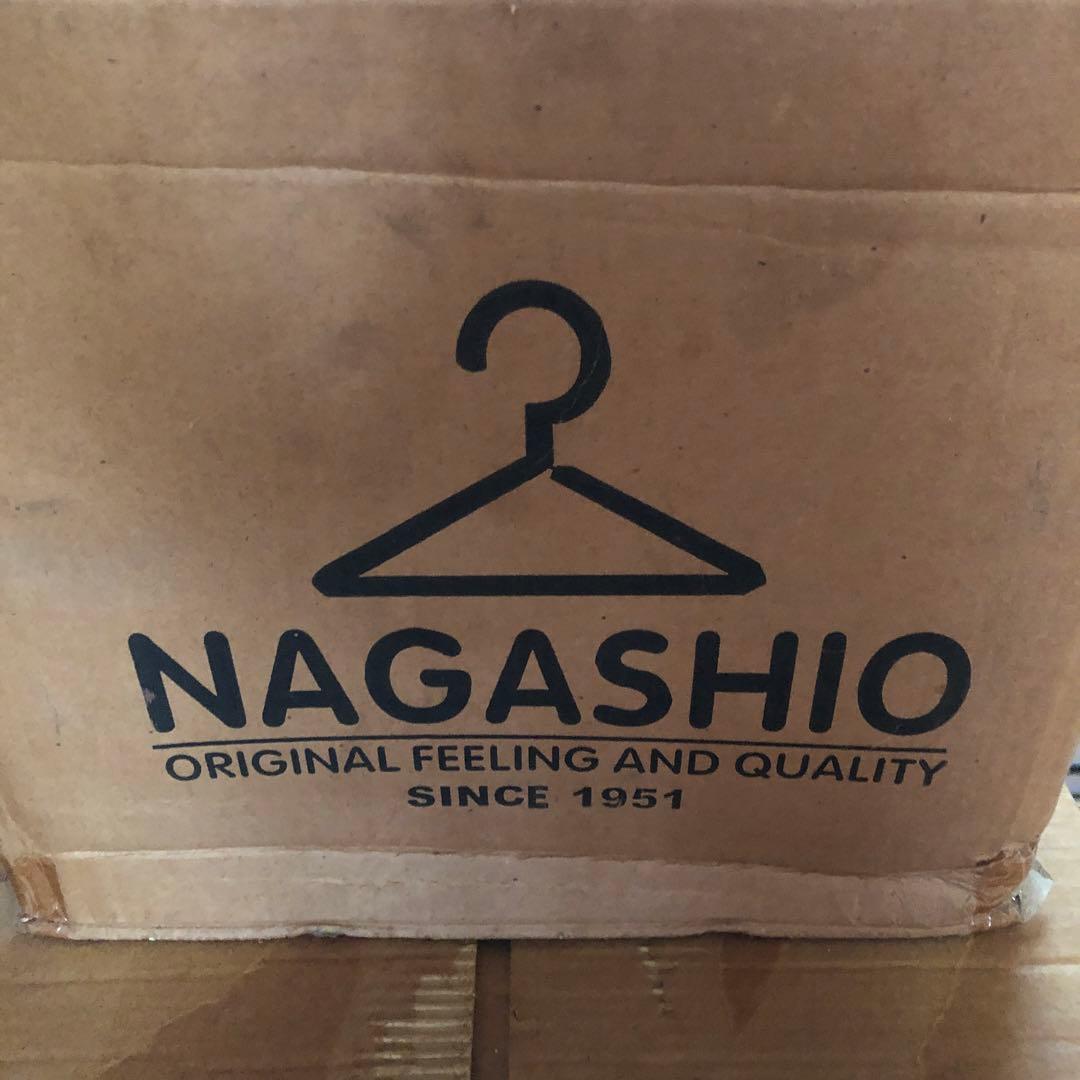 NAGASHIO
ORIGINAL FEELING AND QUALITY
SINCE 1951